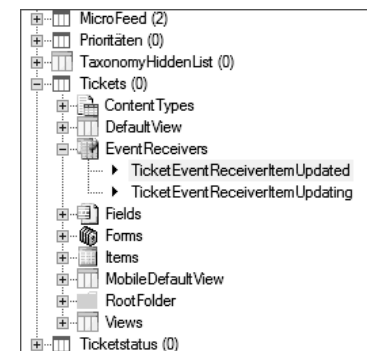 MicroFeed (2)
Prioritäten (0)
TaxonomyHiddenList (0)
Tickets (0)
ContentTypes
DefaultView
EventReceivers
TicketEventReceiverItemUpdated
TicketEventReceiverItemUpdating
Fields
Forms
Items
MobileDefaultView
RootFolder
Views
Ticketstatus (0)